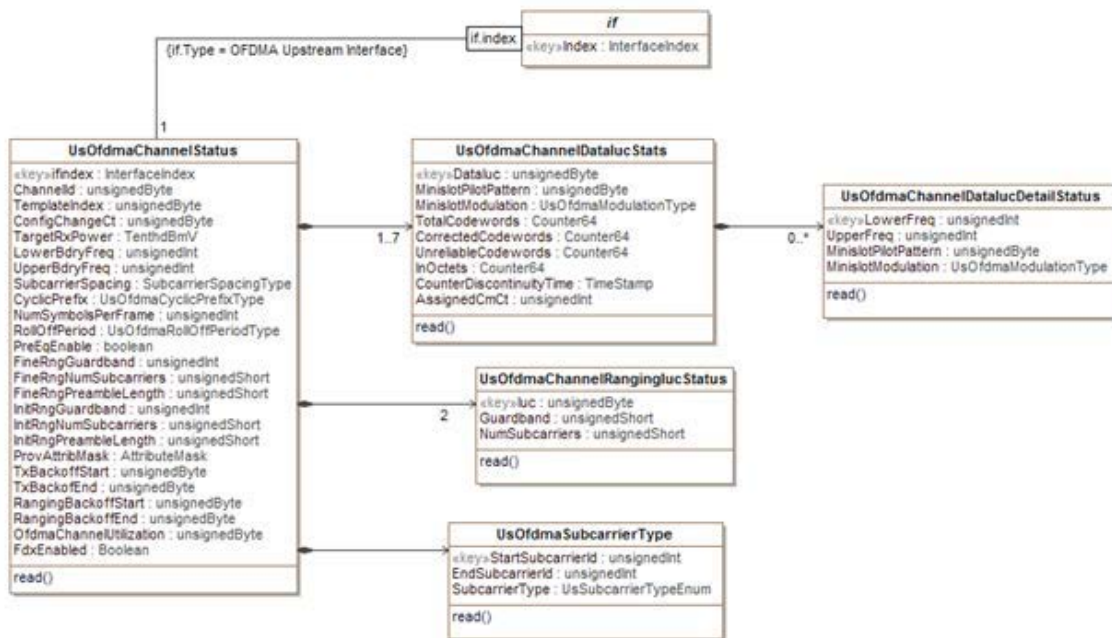 if
«key»Index : InterfaceIndex
if.index
{if.Type = OFDMA Upstream Interface}
1
UsOfdmaChannelStatus
«key»ifIndex : InterfaceIndex
ChannelId : unsignedByte
TemplateIndex : unsignedByte
ConfigChangeCt : unsignedByte
TargetRxPower : TenthdBmV
LowerBdryFreq : unsignedInt
UpperBdryFreq : unsignedInt
SubcarrierSpacing : SubcarrierSpacingType
CyclicPrefix : UsOfdmaCyclicPrefixType
NumSymbolsPerFrame : unsignedInt
RollOffPeriod : UsOfdmaRollOffPeriodType
PreEqEnable : boolean
FineRngGuardband : unsignedInt
FineRngNumSubcarriers : unsignedShort
FineRngPreambleLength : unsignedShort
InitRngGuardband : unsignedInt
InitRngNumSubcarriers : unsignedShort
InitRngPreambleLength : unsignedShort
ProvAttribMask : AttributeMask
TxBackoffStart : unsignedByte
TxBackofEnd : unsignedByte
RangingBackoffStart : unsignedByte
RangingBackoffEnd : unsignedByte
OfdmaChannelUtilization : unsignedByte
FdxEnabled : Boolean
read()
1..7
UsOfdmaChannelDataIucStats
«key»DataIuc : unsignedByte
MinislotPilotPattern : unsignedByte
MinislotModulation : UsOfdmaModulationType
TotalCodewords : Counter64
CorrectedCodewords : Counter64
UnreliableCodewords : Counter64
InOctets : Counter64
CounterDiscontinuityTime : TimeStamp
AssignedCmCt : unsignedInt
read()
0..*
UsOfdmaChannelDataIucDetailStatus
«key»LowerFreq : unsignedInt
UpperFreq : unsignedInt
MinislotPilotPattern : unsignedByte
MinislotModulation : UsOfdmaModulationType
read()
2
UsOfdmaChannelRangingIucStatus
«key»Iuc : unsignedByte
Guardband : unsignedShort
NumSubcarriers : unsignedShort
read()
UsOfdmaSubcarrierType
«key»StartSubcarrierId : unsignedInt
EndSubcarrierId : unsignedInt
SubcarrierType : UsSubcarrierTypeEnum
read()